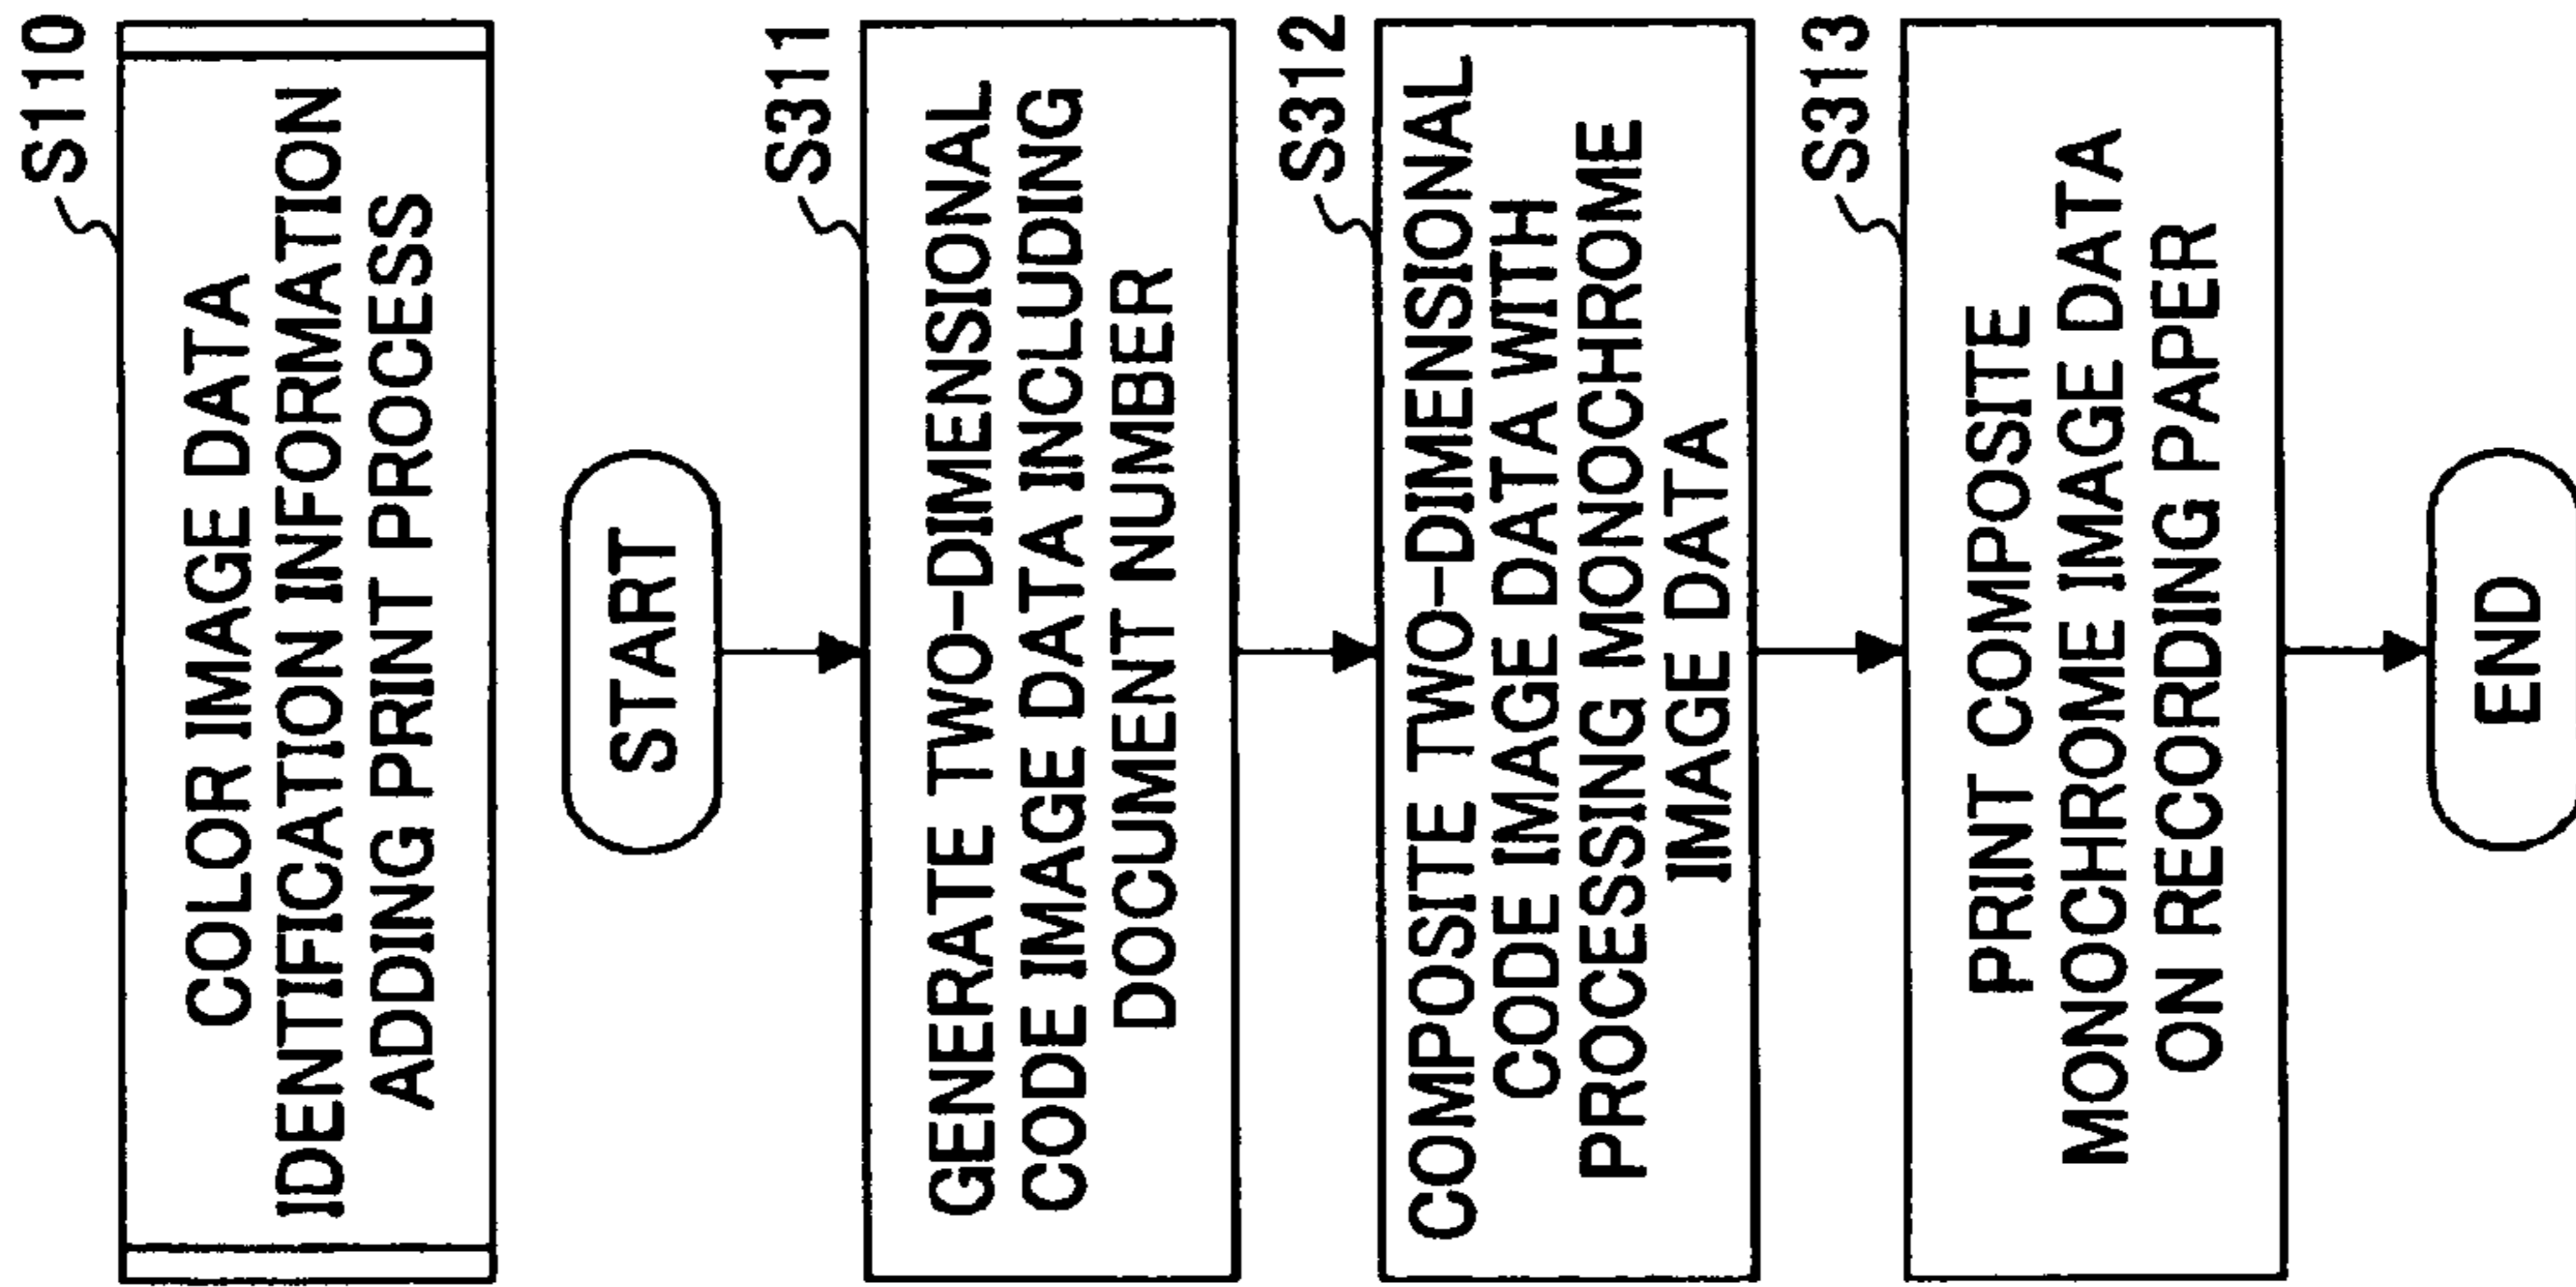 S110
COLOR IMAGE DATA
IDENTIFICATION INFORMATION
ADDING PRINT PROCESS
START
S311
GENERATE TWO-DIMENSIONAL
CODE IMAGE DATA INCLUDING
DOCUMENT NUMBER
S312
COMPOSITE TWO-DIMENSIONAL
CODE IMAGE DATA WITH
PROCESSING MONOCHROME
IMAGE DATA
S313
PRINT COMPOSITE
MONOCHROME IMAGE DATA
ON RECORDING PAPER
END